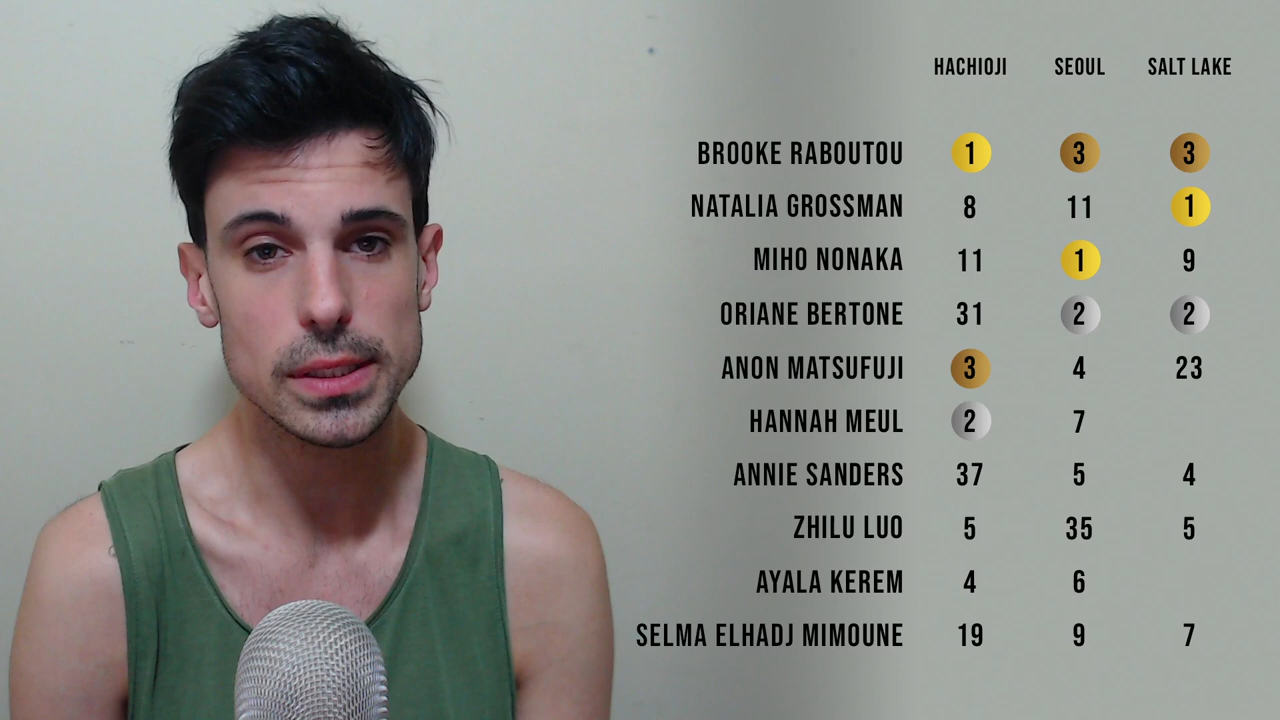 HACHIOJI SEOUL SALT LAKE
BROOKE RABOUTOU 1 3 3
NATALIA GROSSMAN 8 11 1
MIHO NONAKA 11 1 9
ORIANE BERTONE 31 2 2
ANON MATSUFUJI 3 4 23
HANNAH MEUL 2 7
ANNIE SANDERS 37 5 4
ZHILU LUO 5 35 5
AYALA KEREM 4 6
SELMA ELHADJ MIMOUNE 19 9 7